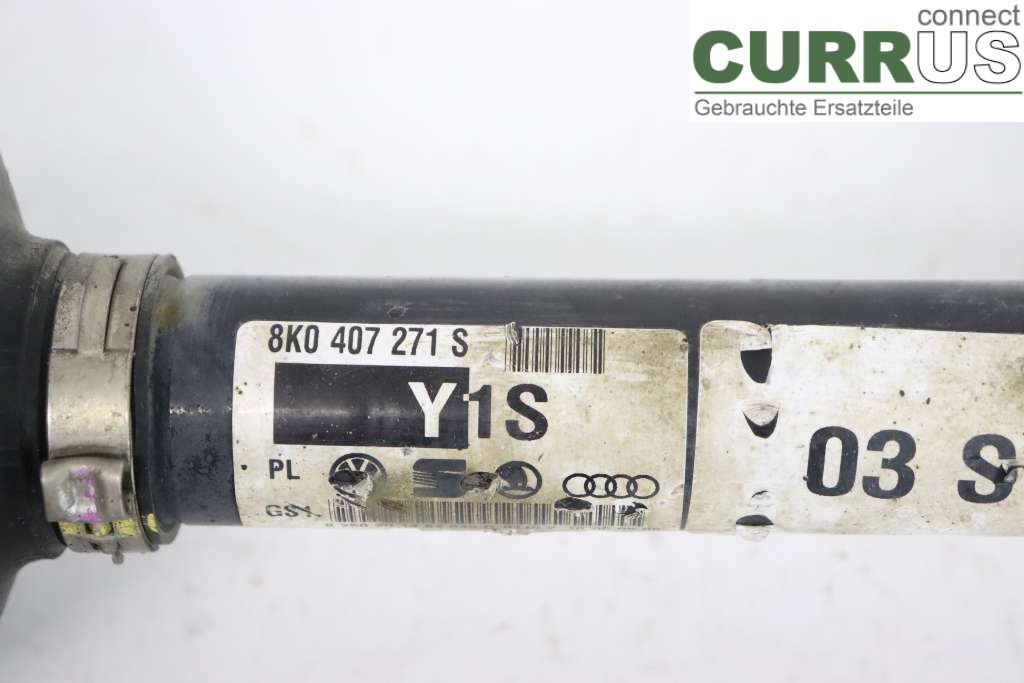 connect
CURRUS
Gebrauchte Ersatzteile
8K0 407 271 S
Y1S
03 S
PL